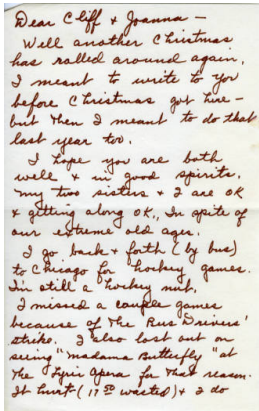 Dear Cliff & Joanna –
Well another Christmas
has rolled around again.
I meant to write to you
before Christmas got here –
but then I meant to do that
last year too.
I hope you are both
well & in good spirits.
My two sisters & I are OK
& getting along OK., In spite of
our extreme old ages.
I go back & forth (by bus)
to Chicago for hockey games.
I'm still a hockey nut.
I missed a couple games
because of the Bus Drivers'
strike. I also lost out on
seeing "Madama Butterfly" at
the Lyric Opera for that reason.
It hurt (17 50 wasted) & I do